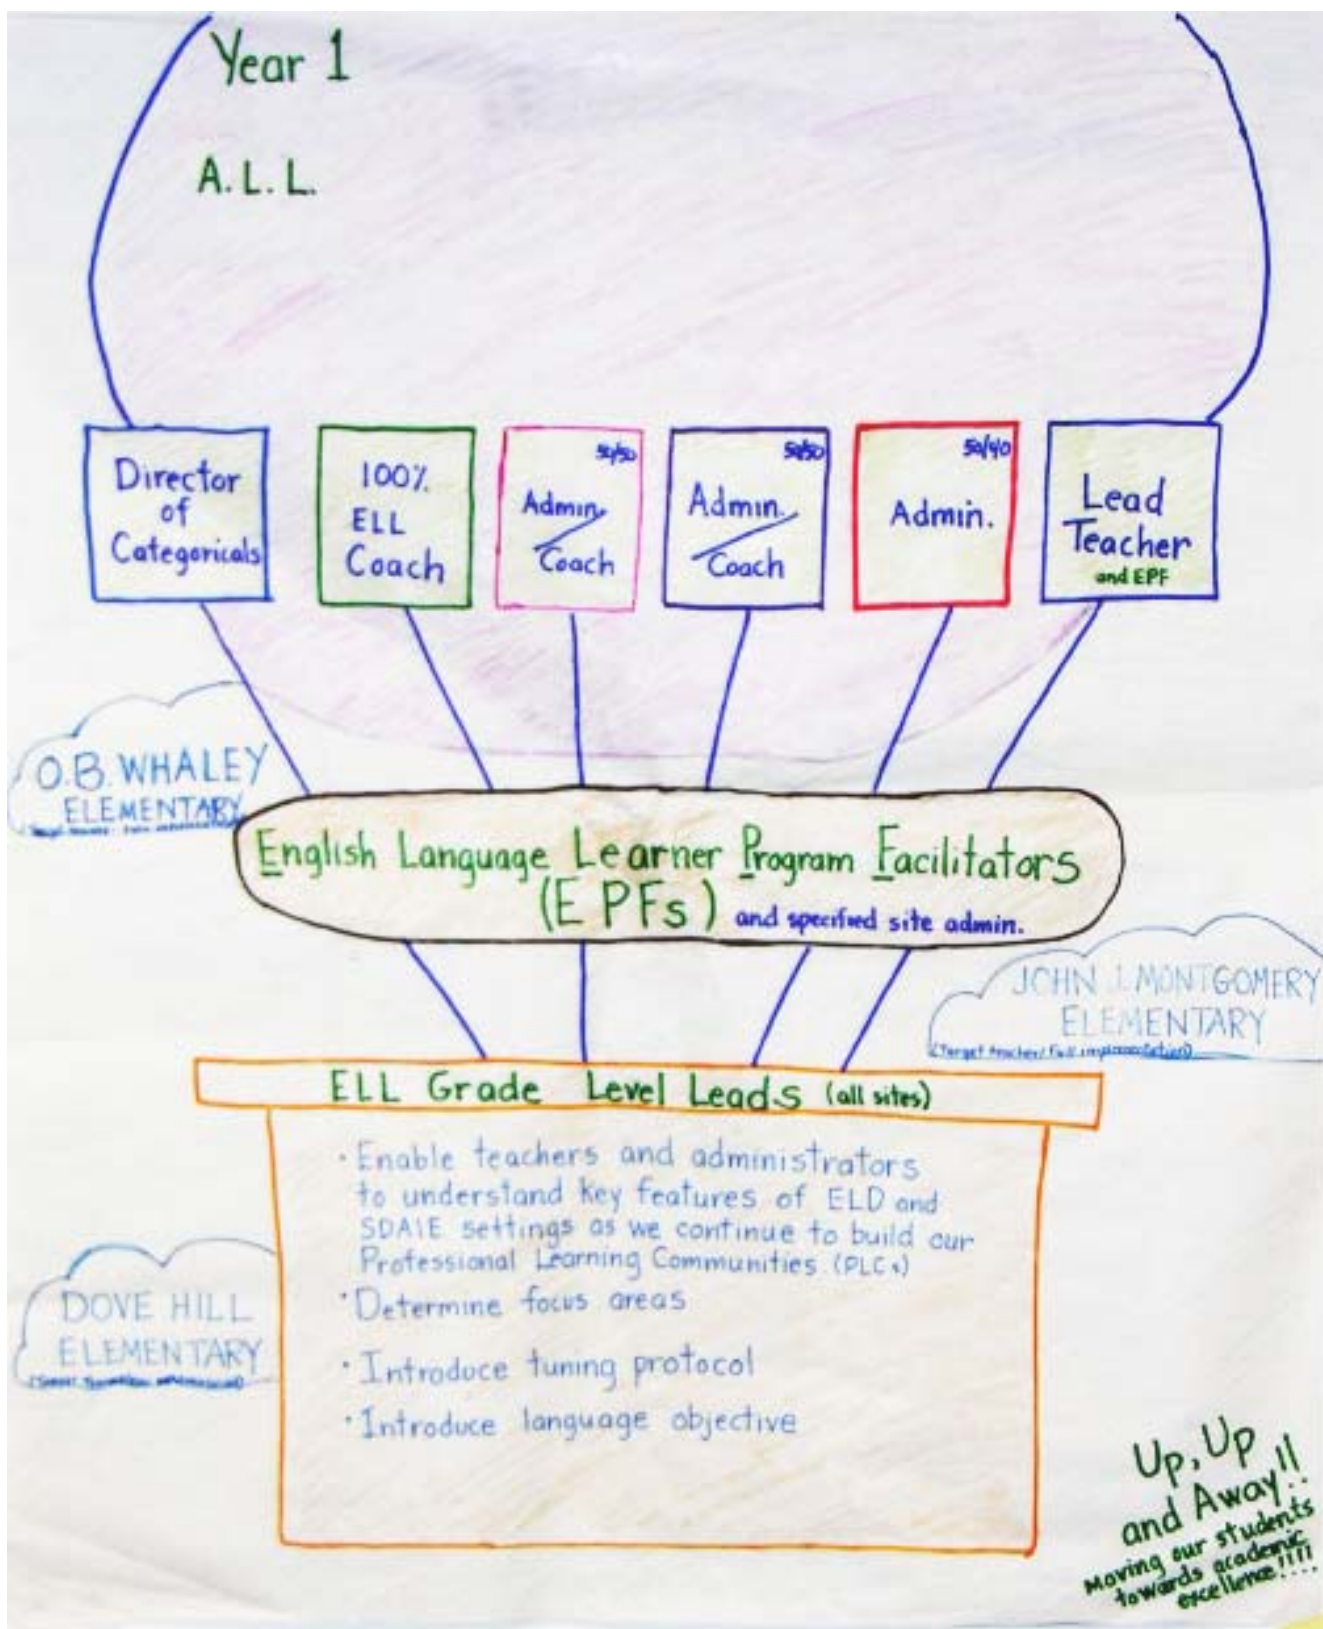 Year 1
A. L. L.
Director
of
Categoricals
100%
ELL
Coach
50/50
Admin.
Coach
50/50
Admin.
Coach
50/40
Admin.
Lead
Teacher
and EPF
O.B. WHALEY
ELEMENTARY
English Language Learner Program Facilitators
(EPFs) and specified site admin.
JOHN J. MONTGOMERY
ELEMENTARY
(Target teacher/Full implementation)
ELL Grade Level Leads (all sites)
· Enable teachers and administrators
to understand key features of ELD and
SDAIE settings as we continue to build our
Professional Learning Communities (PLCs)
· Determine focus areas
· Introduce tuning protocol
· Introduce language objective
DOVE HILL
ELEMENTARY
Up, Up
and Away!!
Moving our students
towards academic
excellence!!!!